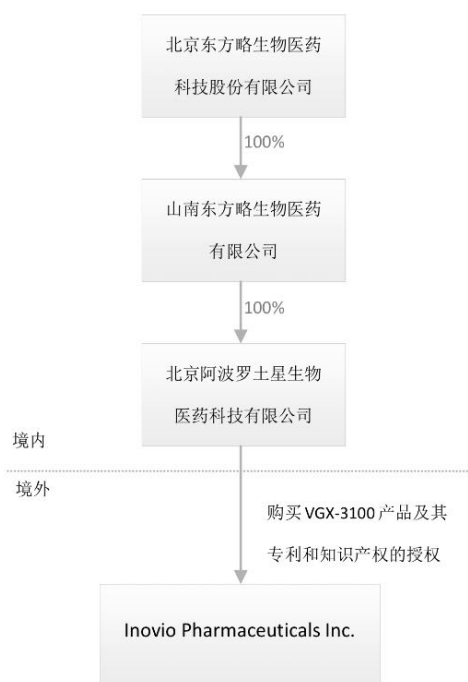 北京东方略生物医药
科技股份有限公司
100%
山南东方略生物医药
有限公司
100%
北京阿波罗土星生物
医药科技有限公司
境内
境外
购买 VGX-3100 产品及其
专利和知识产权的授权
Inovio Pharmaceuticals Inc.